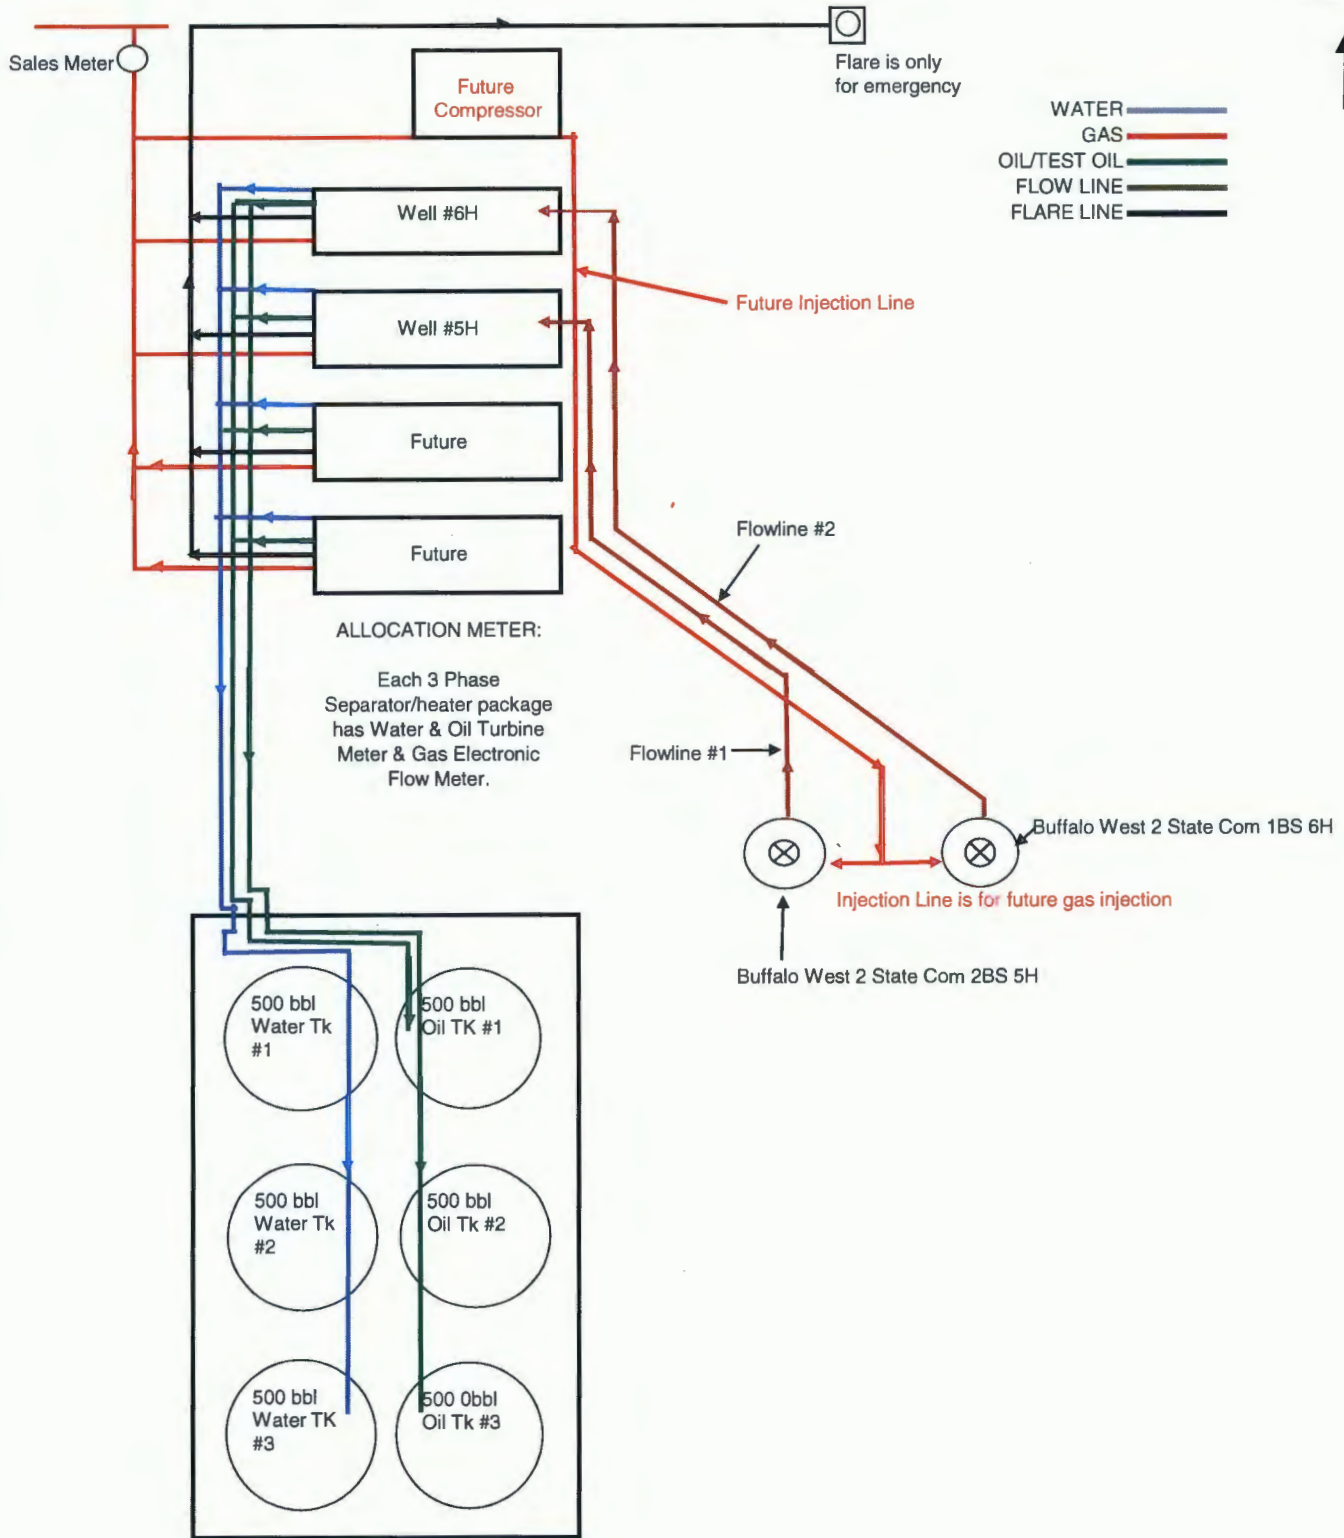 Sales Meter
Future
Compressor
Flare is only
for emergency
WATER
GAS
OIL/TEST OIL
FLOW LINE
FLARE LINE
Well #6H
Future Injection Line
Well #5H
Future
Flowline #2
Future
ALLOCATION METER:
Each 3 Phase
Separator/heater package
has Water & Oil Turbine
Meter & Gas Electronic
Flow Meter.
Flowline #1
Buffalo West 2 State Com 1BS 6H
Injection Line is for future gas injection
Buffalo West 2 State Com 2BS 5H
500 bbl
Water Tk
#1
500 bbl
Oil TK #1
500 bbl
Water Tk
#2
500 bbl
Oil Tk #2
500 bbl
Water TK
#3
500 0bbl
Oil Tk #3